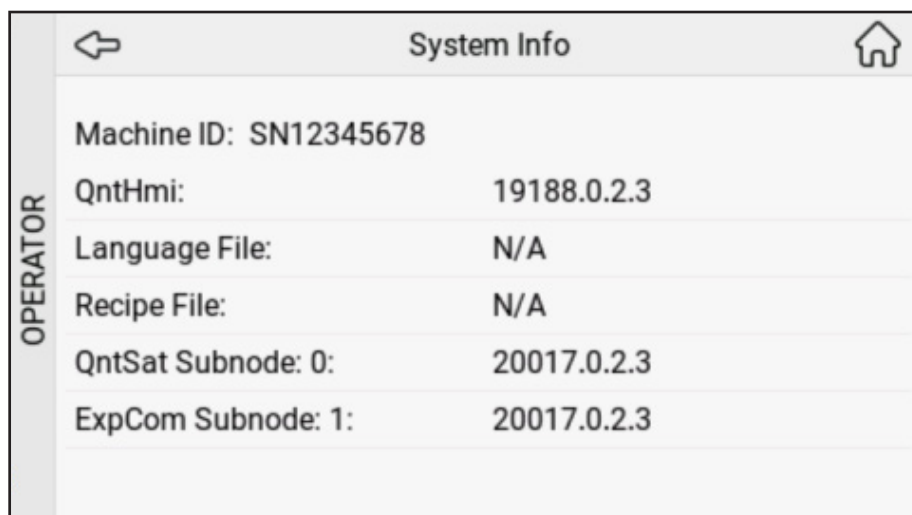 System Info
OPERATOR
Machine ID: SN12345678
QntHmi: 19188.0.2.3
Language File: N/A
Recipe File: N/A
QntSat Subnode: 0: 20017.0.2.3
ExpCom Subnode: 1: 20017.0.2.3